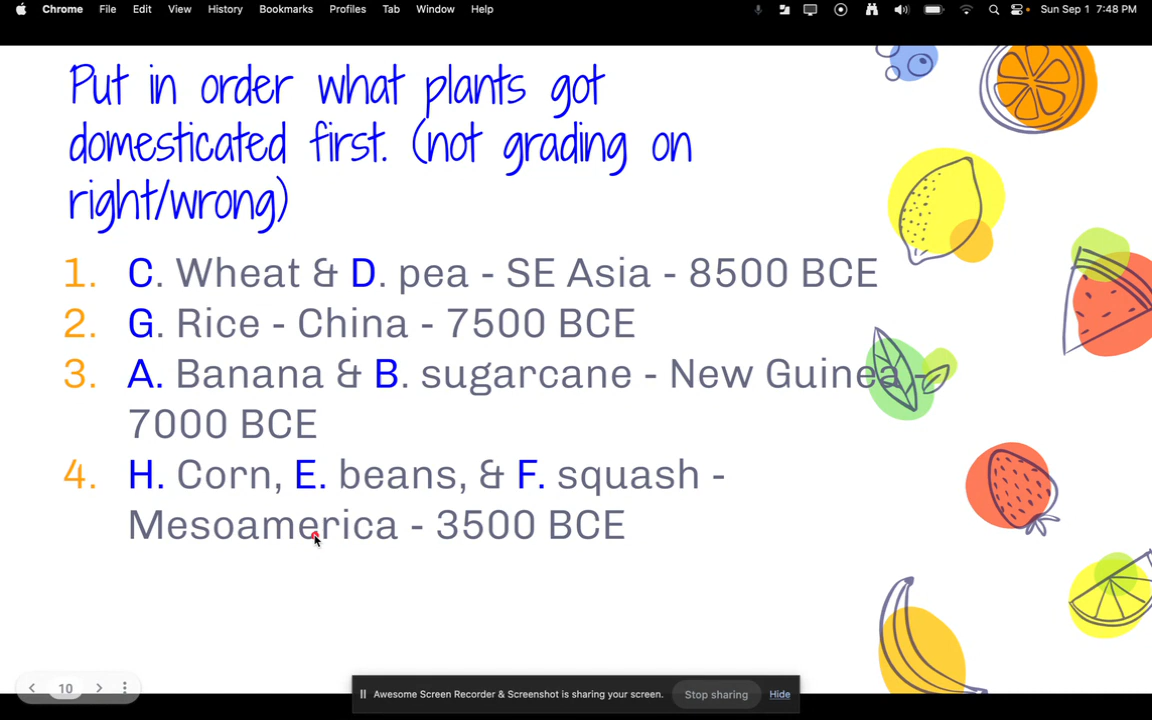 Chrome File Edit View History Bookmarks Profiles Tab Window Help Sun Sep 1 7:48 PM
Put in order what plants got
domesticated first. (not grading on
right/wrong)
1. C. Wheat & D. pea - SE Asia - 8500 BCE
2. G. Rice - China - 7500 BCE
3. A. Banana & B. sugarcane - New Guinea -
7000 BCE
4. H. Corn, E. beans, & F. squash -
Mesoamerica - 3500 BCE
10
Awesome Screen Recorder & Screenshot is sharing your screen. Stop sharing Hide